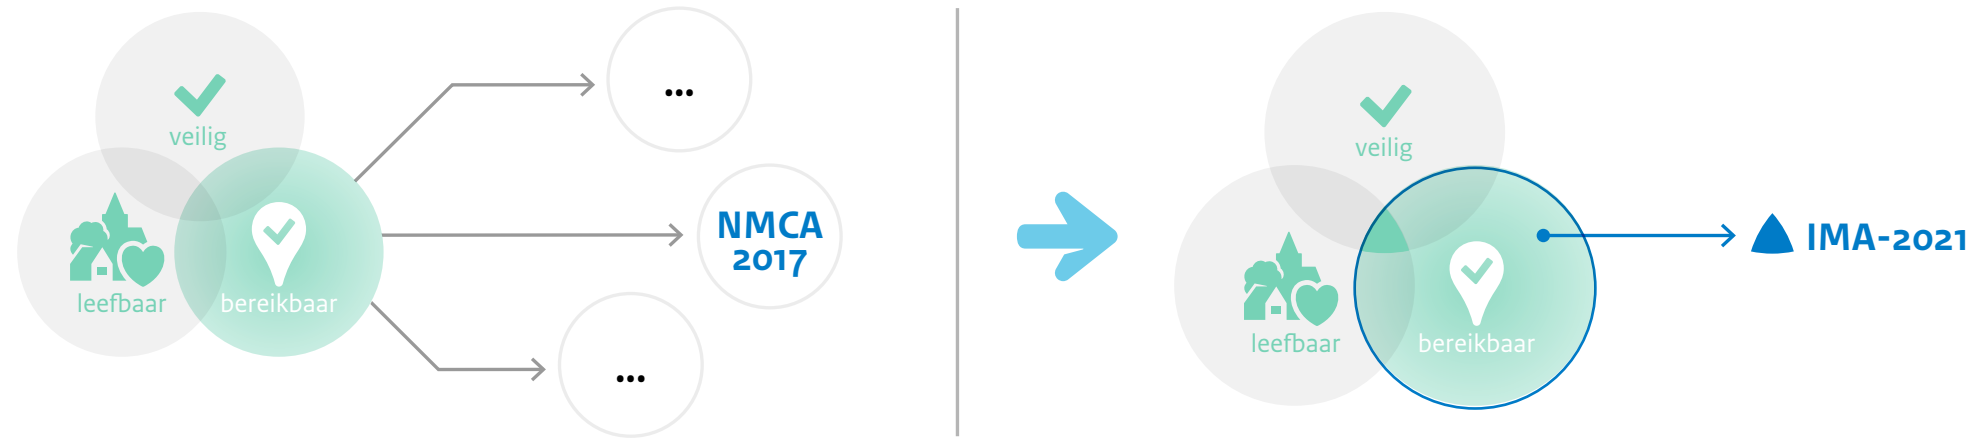 veilig
leefbaar
bereikbaar
...
NMCA
2017
...
veilig
leefbaar
bereikbaar
IMA-2021